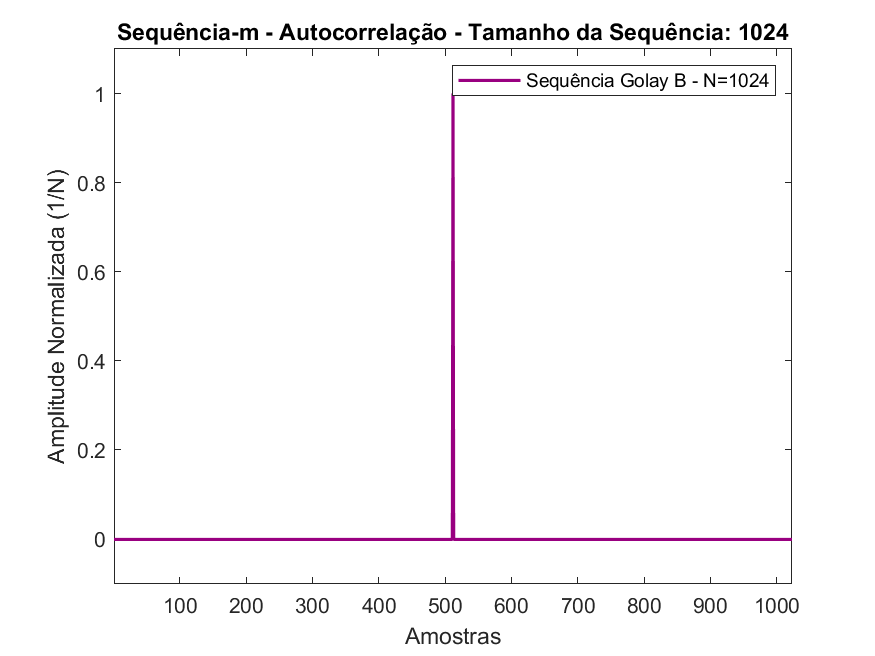 Sequência-m - Autocorrelação - Tamanho da Sequência: 1024
Sequência Golay B - N=1024
Amplitude Normalizada (1/N)
1
0.8
0.6
0.4
0.2
0
100 200 300 400 500 600 700 800 900 1000
Amostras